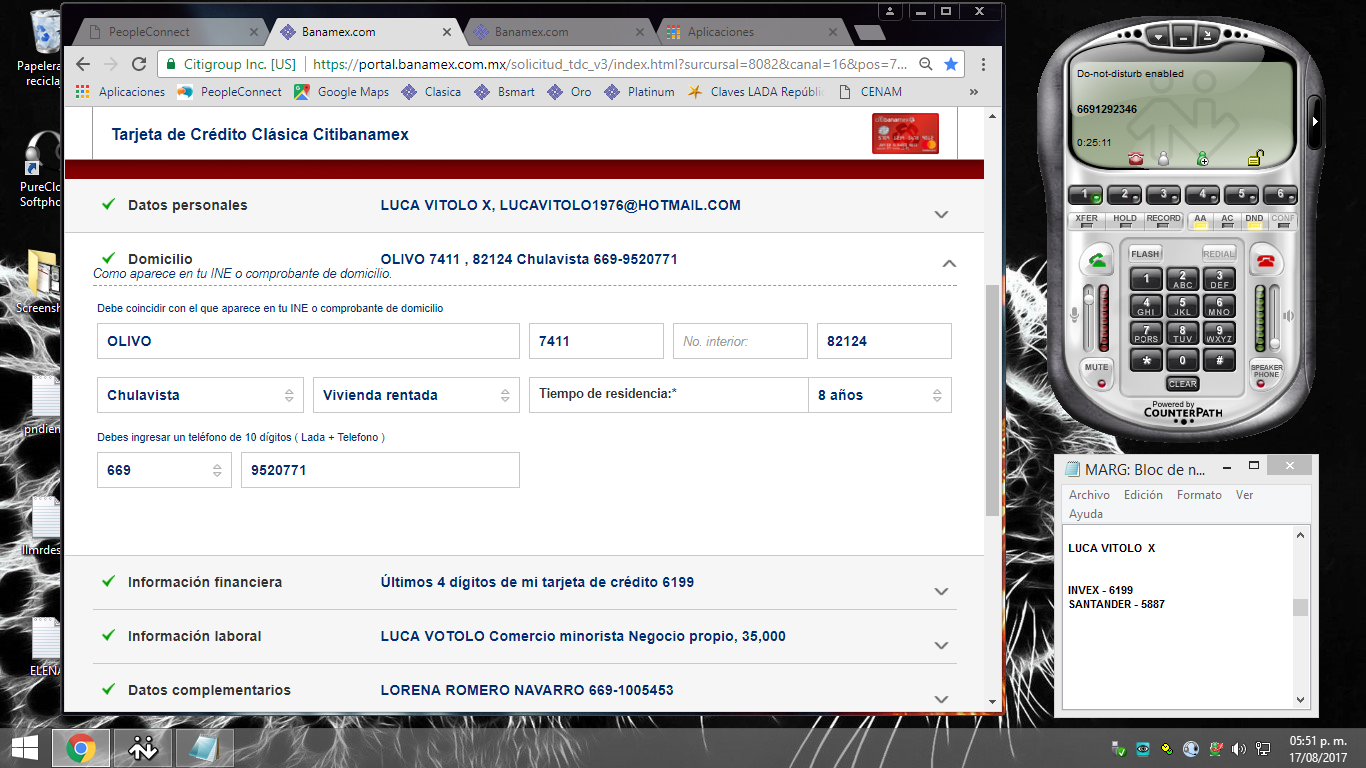 Papelera
recicla
PureClo
Softpho
Screensh
pndien
llmrdes
ELENA
PeopleConnect
Banamex.com
Banamex.com
Aplicaciones
Citigroup Inc. [US]
https://portal.banamex.com.mx/solicitud_tdc_v3/index.html?sursursal=8082&canal=16&pos=7...
Aplicaciones
PeopleConnect
Google Maps
Clasica
Bsmart
Oro
Platinum
Claves LADA Repúblic
CENAM
»
Tarjeta de Crédito Clásica Citibanamex
citibanamex
Datos personales
LUCA VITOLO X, LUCAVITOLO1976@HOTMAIL.COM
Domicilio
OLIVO 7411 , 82124 Chulavista 669-9520771
Como aparece en tu INE o comprobante de domicilio.
Debe coincidir con el que aparece en tu INE o comprobante de domicilio
OLIVO
7411
No. interior:
82124
Chulavista
Vivienda rentada
Tiempo de residencia:*
8 años
Debes ingresar un teléfono de 10 dígitos ( Lada + Telefono )
669
9520771
Información financiera
Últimos 4 dígitos de mi tarjeta de crédito 6199
Información laboral
LUCA VOTOLO Comercio minorista Negocio propio, 35,000
Datos complementarios
LORENA ROMERO NAVARRO 669-1005453
Do-not-disturb enabled
6691292346
0:25:11
1 2 3 4 5 6
XFER HOLD RECORD AA AC DND CONF
FLASH
REDIAL
1
2 ABC
3 DEF
4 GHI
5 JKL
6 MNO
7 PQRS
8 TUV
9 WXYZ
* 0 #
MUTE
SPEAKER PHONE
CLEAR
Powered by
COUNTERPATH
MARG: Bloc de n...
Archivo Edición Formato Ver
Ayuda
LUCA VITOLO X
INVEX - 6199
SANTANDER - 5887
05:51 p. m.
17/08/2017